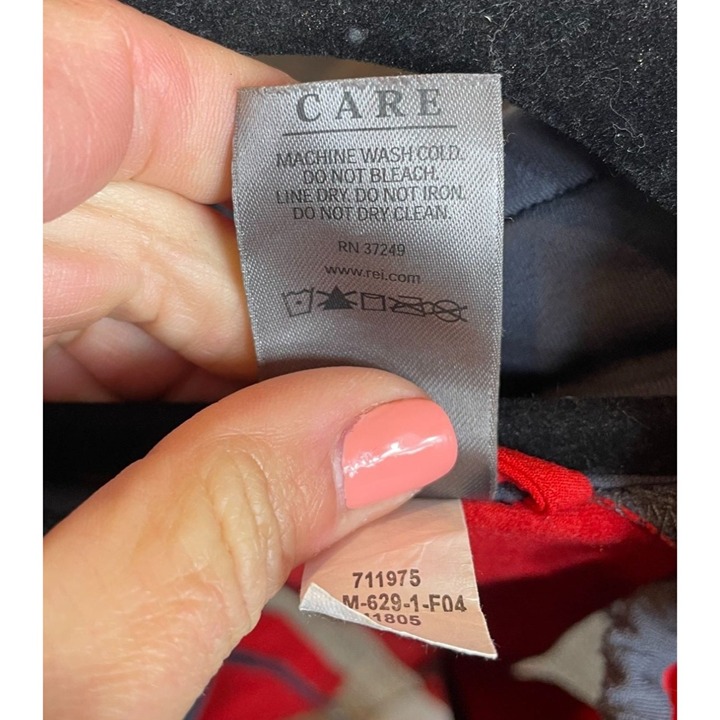 CARE
MACHINE WASH COLD.
DO NOT BLEACH.
LINE DRY. DO NOT IRON.
DO NOT DRY CLEAN.
RN 37249
www.rei.com
711975
M-629-1-F04